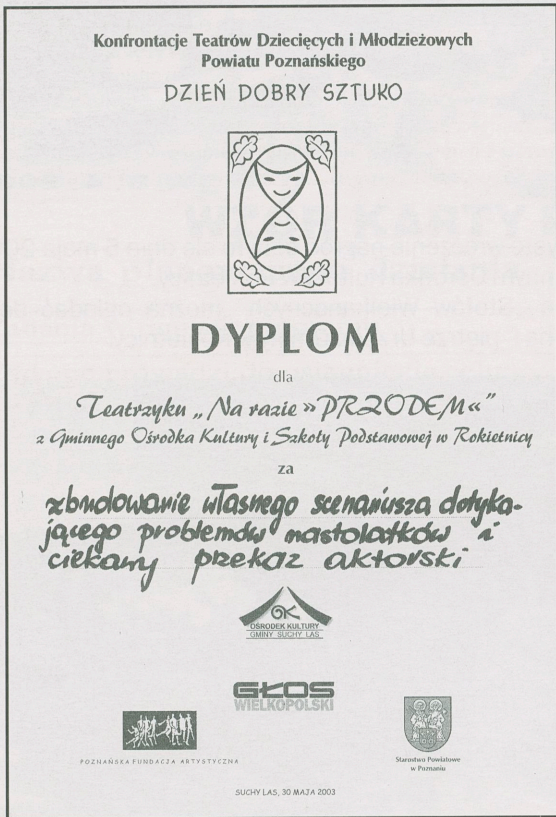 Konfrontacje Teatrów Dziecięcych i Młodzieżowych
Powiatu Poznańskiego
DZIEŃ DOBRY SZTUKO
DYPLOM
dla
Teatrzyku „Na razie »PRZODEM«”
z Gminnego Ośrodka Kultury i Szkoły Podstawowej w Rokietnicy
za
zbudowanie własnego scenariusza dotyka-
jącego problemów nastolatków i
ciekawy przekaz aktorski
OK
OŚRODEK KULTURY
GMINY SUCHY LAS
GŁOS
WIELKOPOLSKI
POZNAŃSKA FUNDACJA ARTYSTYCZNA
Starostwo Powiatowe
w Poznaniu
SUCHY LAS, 30 MAJA 2003